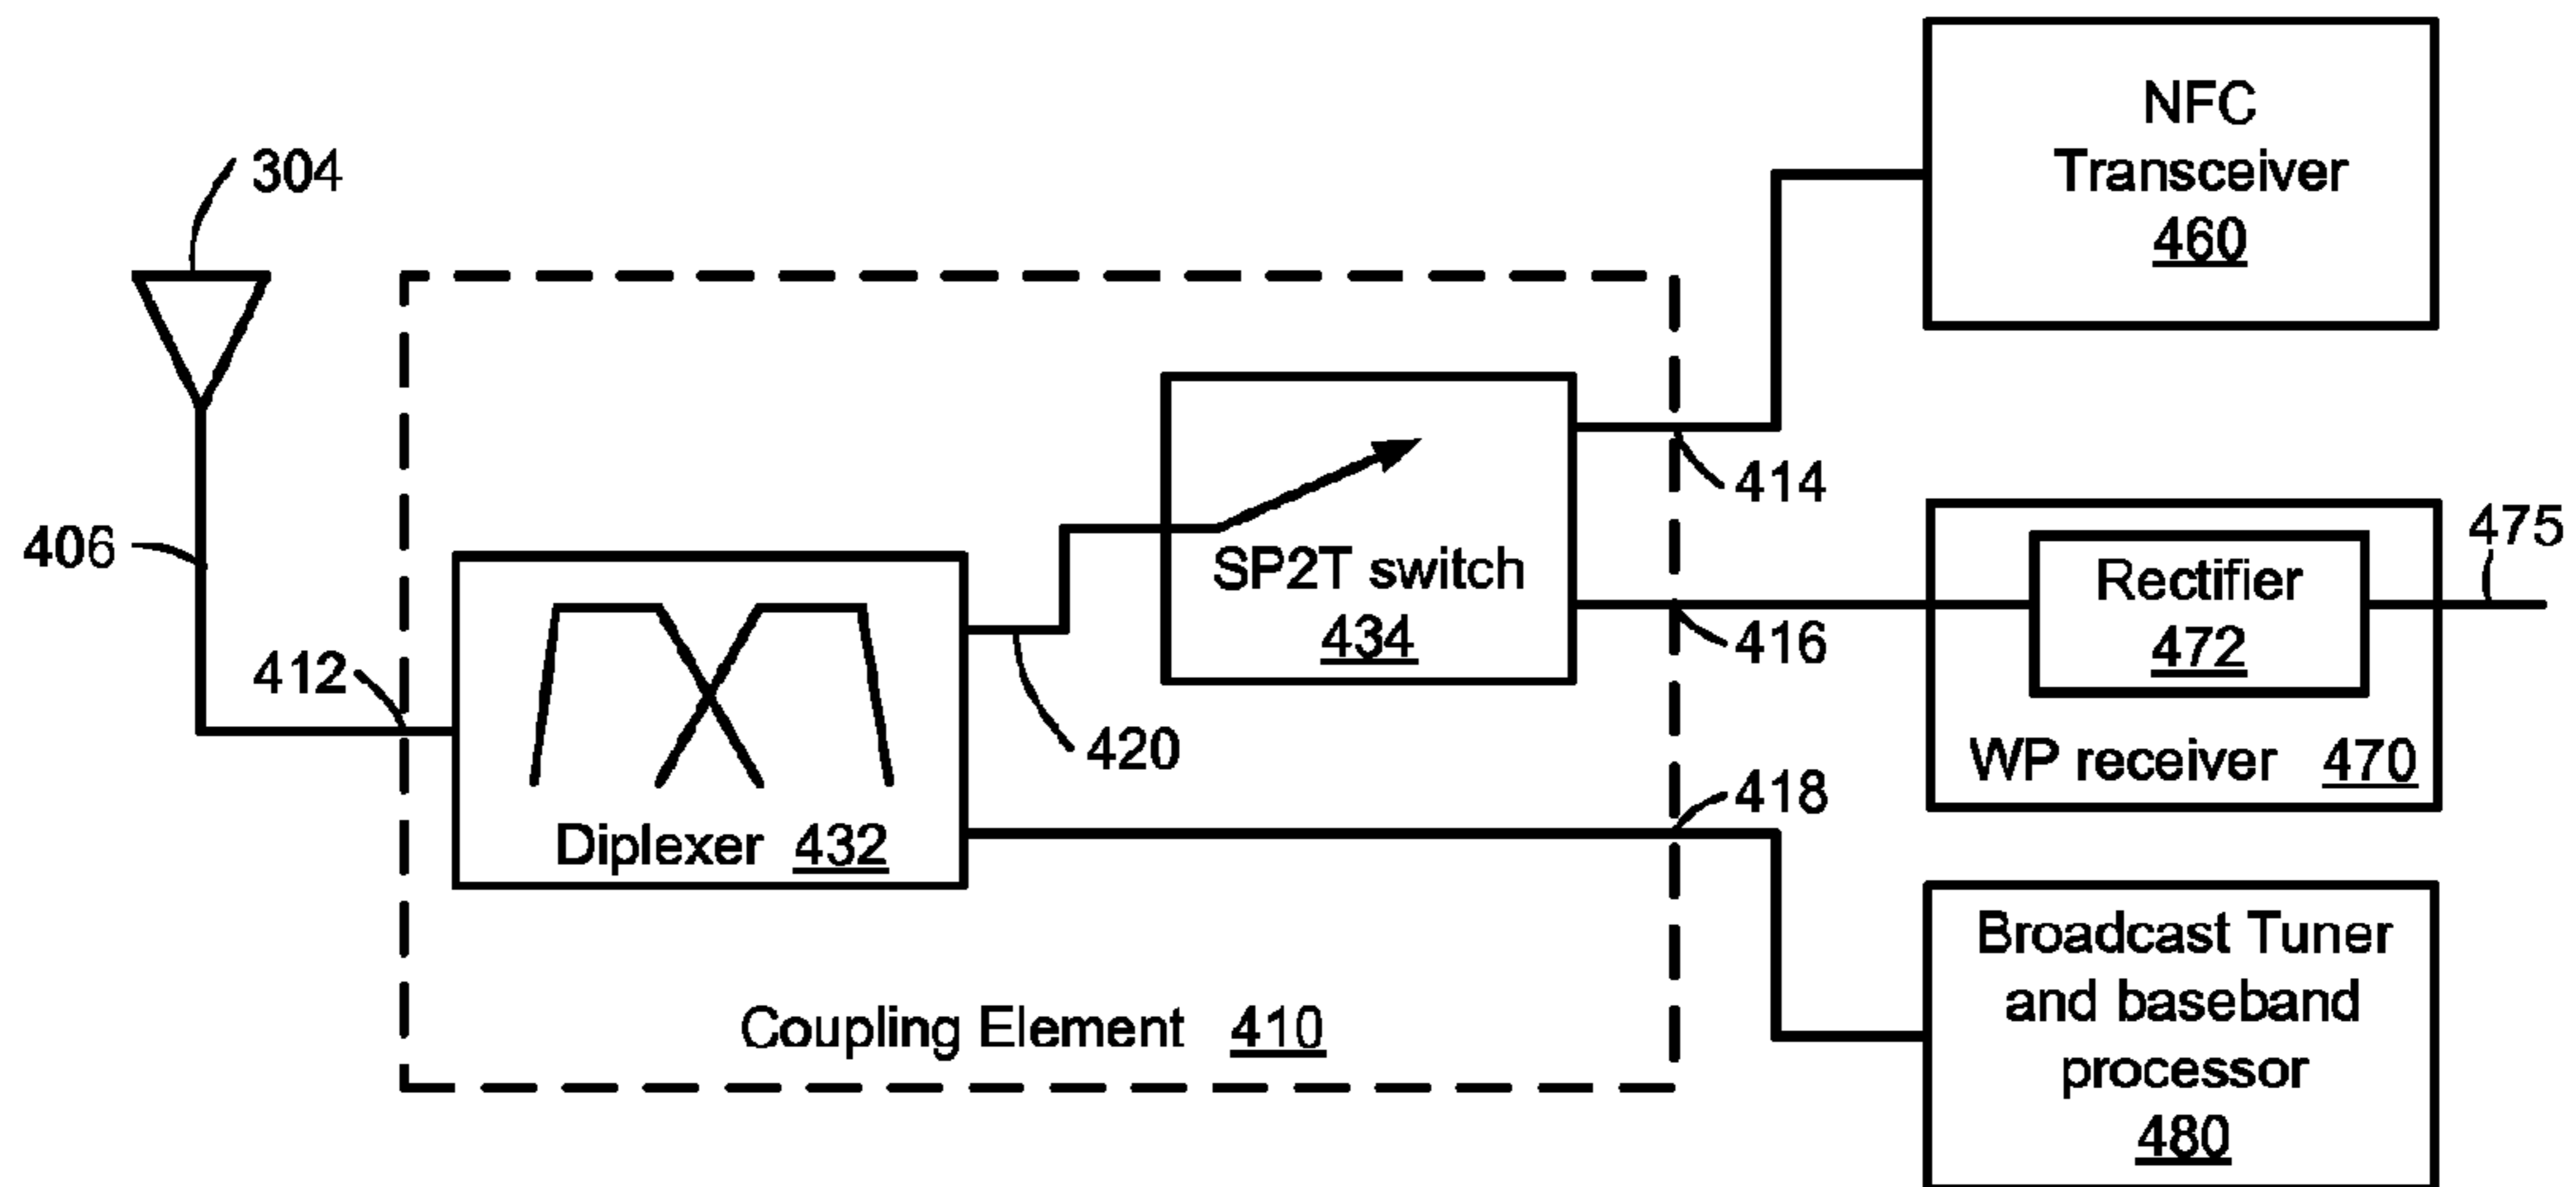 NFC
Transceiver
460
304
414
475
406
SP2T switch
434
Rectifier
472
416
412
420
WP receiver 470
418
Diplexer 432
Broadcast Tuner
and baseband
processor
480
Coupling Element 410